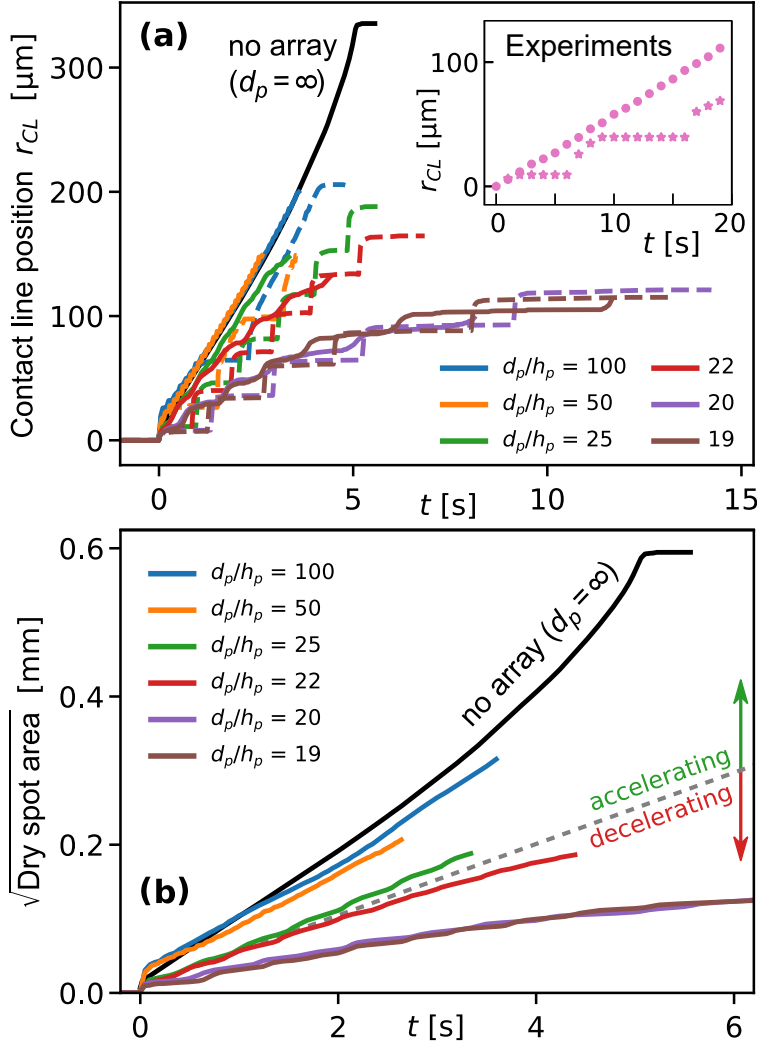 (a)
no array
(dₚ = ∞)
Experiments
100
0
r_CL [μm]
0
10
20
t [s]
300
200
100
0
Contact line position r_CL [μm]
dₚ/hₚ = 100
dₚ/hₚ = 50
dₚ/hₚ = 25
22
20
19
0
5
10
15
t [s]
0.6
0.4
0.2
0.0
√Dry spot area [mm]
dₚ/hₚ = 100
dₚ/hₚ = 50
dₚ/hₚ = 25
dₚ/hₚ = 22
dₚ/hₚ = 20
dₚ/hₚ = 19
no array (dₚ = ∞)
accelerating
decelerating
(b)
0
2
4
6
t [s]